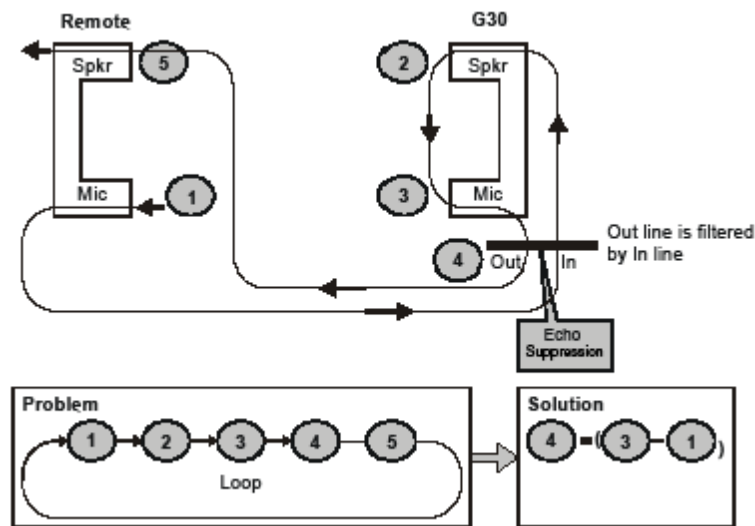 Remote
G30
Spkr
5
2
Spkr
Mic
1
3
Mic
4
Out
In
Out line is filtered
by In line
Echo
Suppression
Problem
1
2
3
4
5
Loop
Solution
4 = ( 3 – 1 )